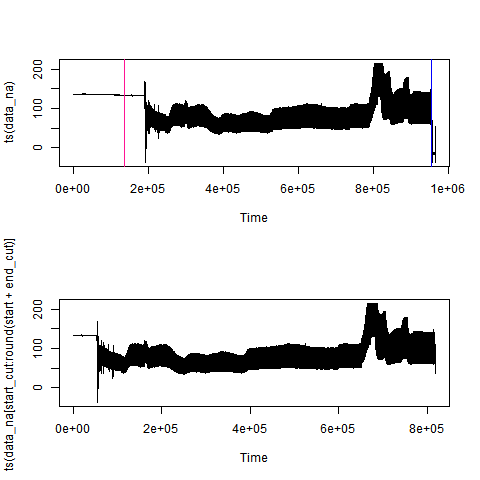 ts(data_na)
200
100
0
0e+00 2e+05 4e+05 6e+05 8e+05 1e+06
Time
ts(data_na[start_cut:round(start + end_cut)]
200
100
0
0e+00 2e+05 4e+05 6e+05 8e+05
Time